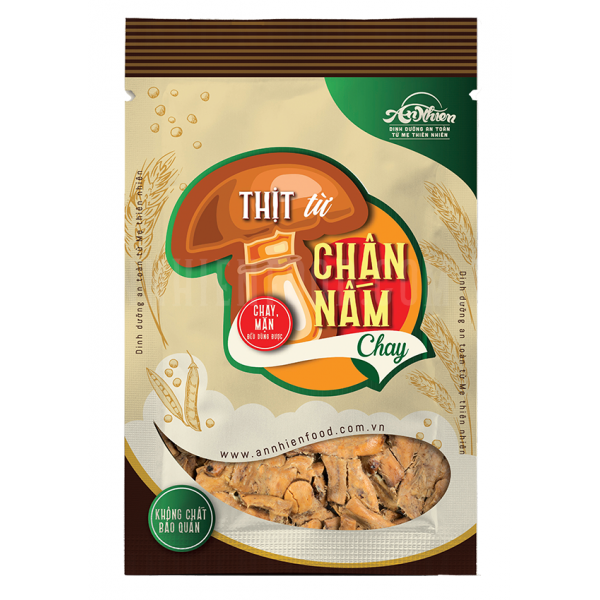 An Nhiên
DINH DƯỠNG AN TOÀN
TỪ MẸ THIÊN NHIÊN
THỊT từ
CHÂN
NẤM
Chay
CHAY, MẶN
ĐỀU DÙNG ĐƯỢC
Dinh dưỡng an toàn từ Mẹ thiên nhiên
Dinh dưỡng an toàn từ Mẹ thiên nhiên
www.annhienfood.com.vn
KHÔNG CHẤT
BẢO QUẢN